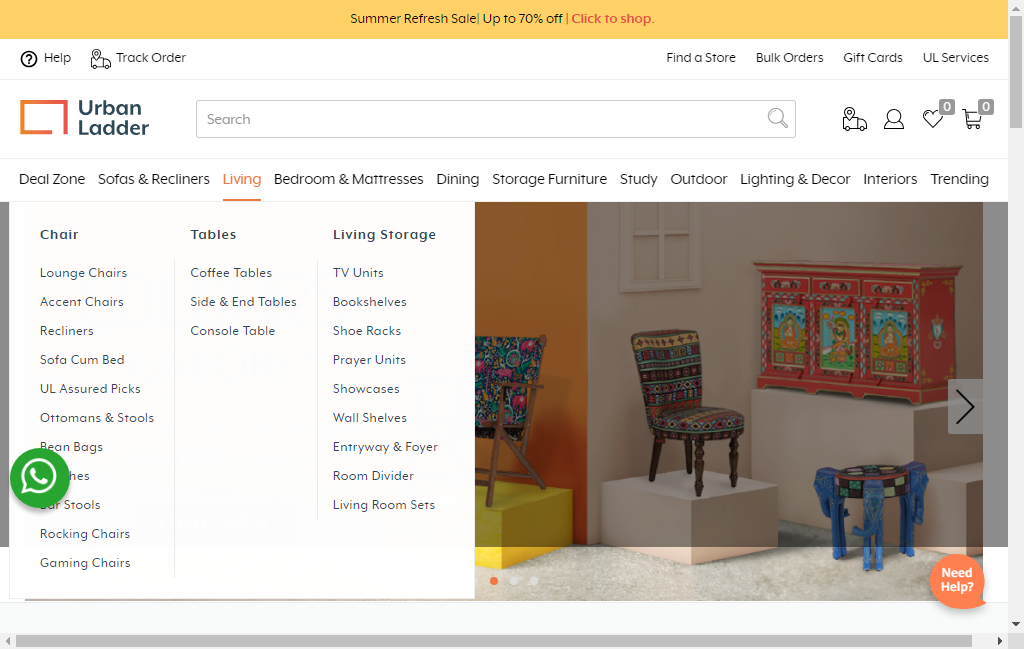 Summer Refresh Sale| Up to 70% off | Click to shop.
Help
Track Order
Find a Store
Bulk Orders
Gift Cards
UL Services
Urban
Ladder
Search
0
0
Deal Zone
Sofas & Recliners
Living
Bedroom & Mattresses
Dining
Storage Furniture
Study
Outdoor
Lighting & Decor
Interiors
Trending
Chair
Lounge Chairs
Accent Chairs
Recliners
Sofa Cum Bed
UL Assured Picks
Ottomans & Stools
Bean Bags
Stools
Rocking Chairs
Gaming Chairs
Tables
Coffee Tables
Side & End Tables
Console Table
Living Storage
TV Units
Bookshelves
Shoe Racks
Prayer Units
Showcases
Wall Shelves
Entryway & Foyer
Room Divider
Living Room Sets
Need
Help?